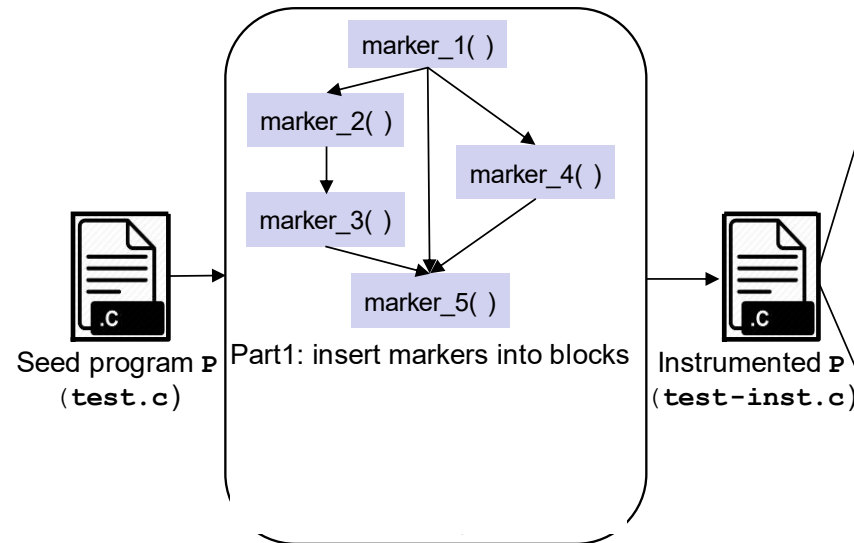 marker_1( )
marker_2( )
marker_4( )
marker_3( )
marker_5( )
.C
Seed program P
(test.c)
Part1: insert markers into blocks
.C
Instrumented P
(test-inst.c)